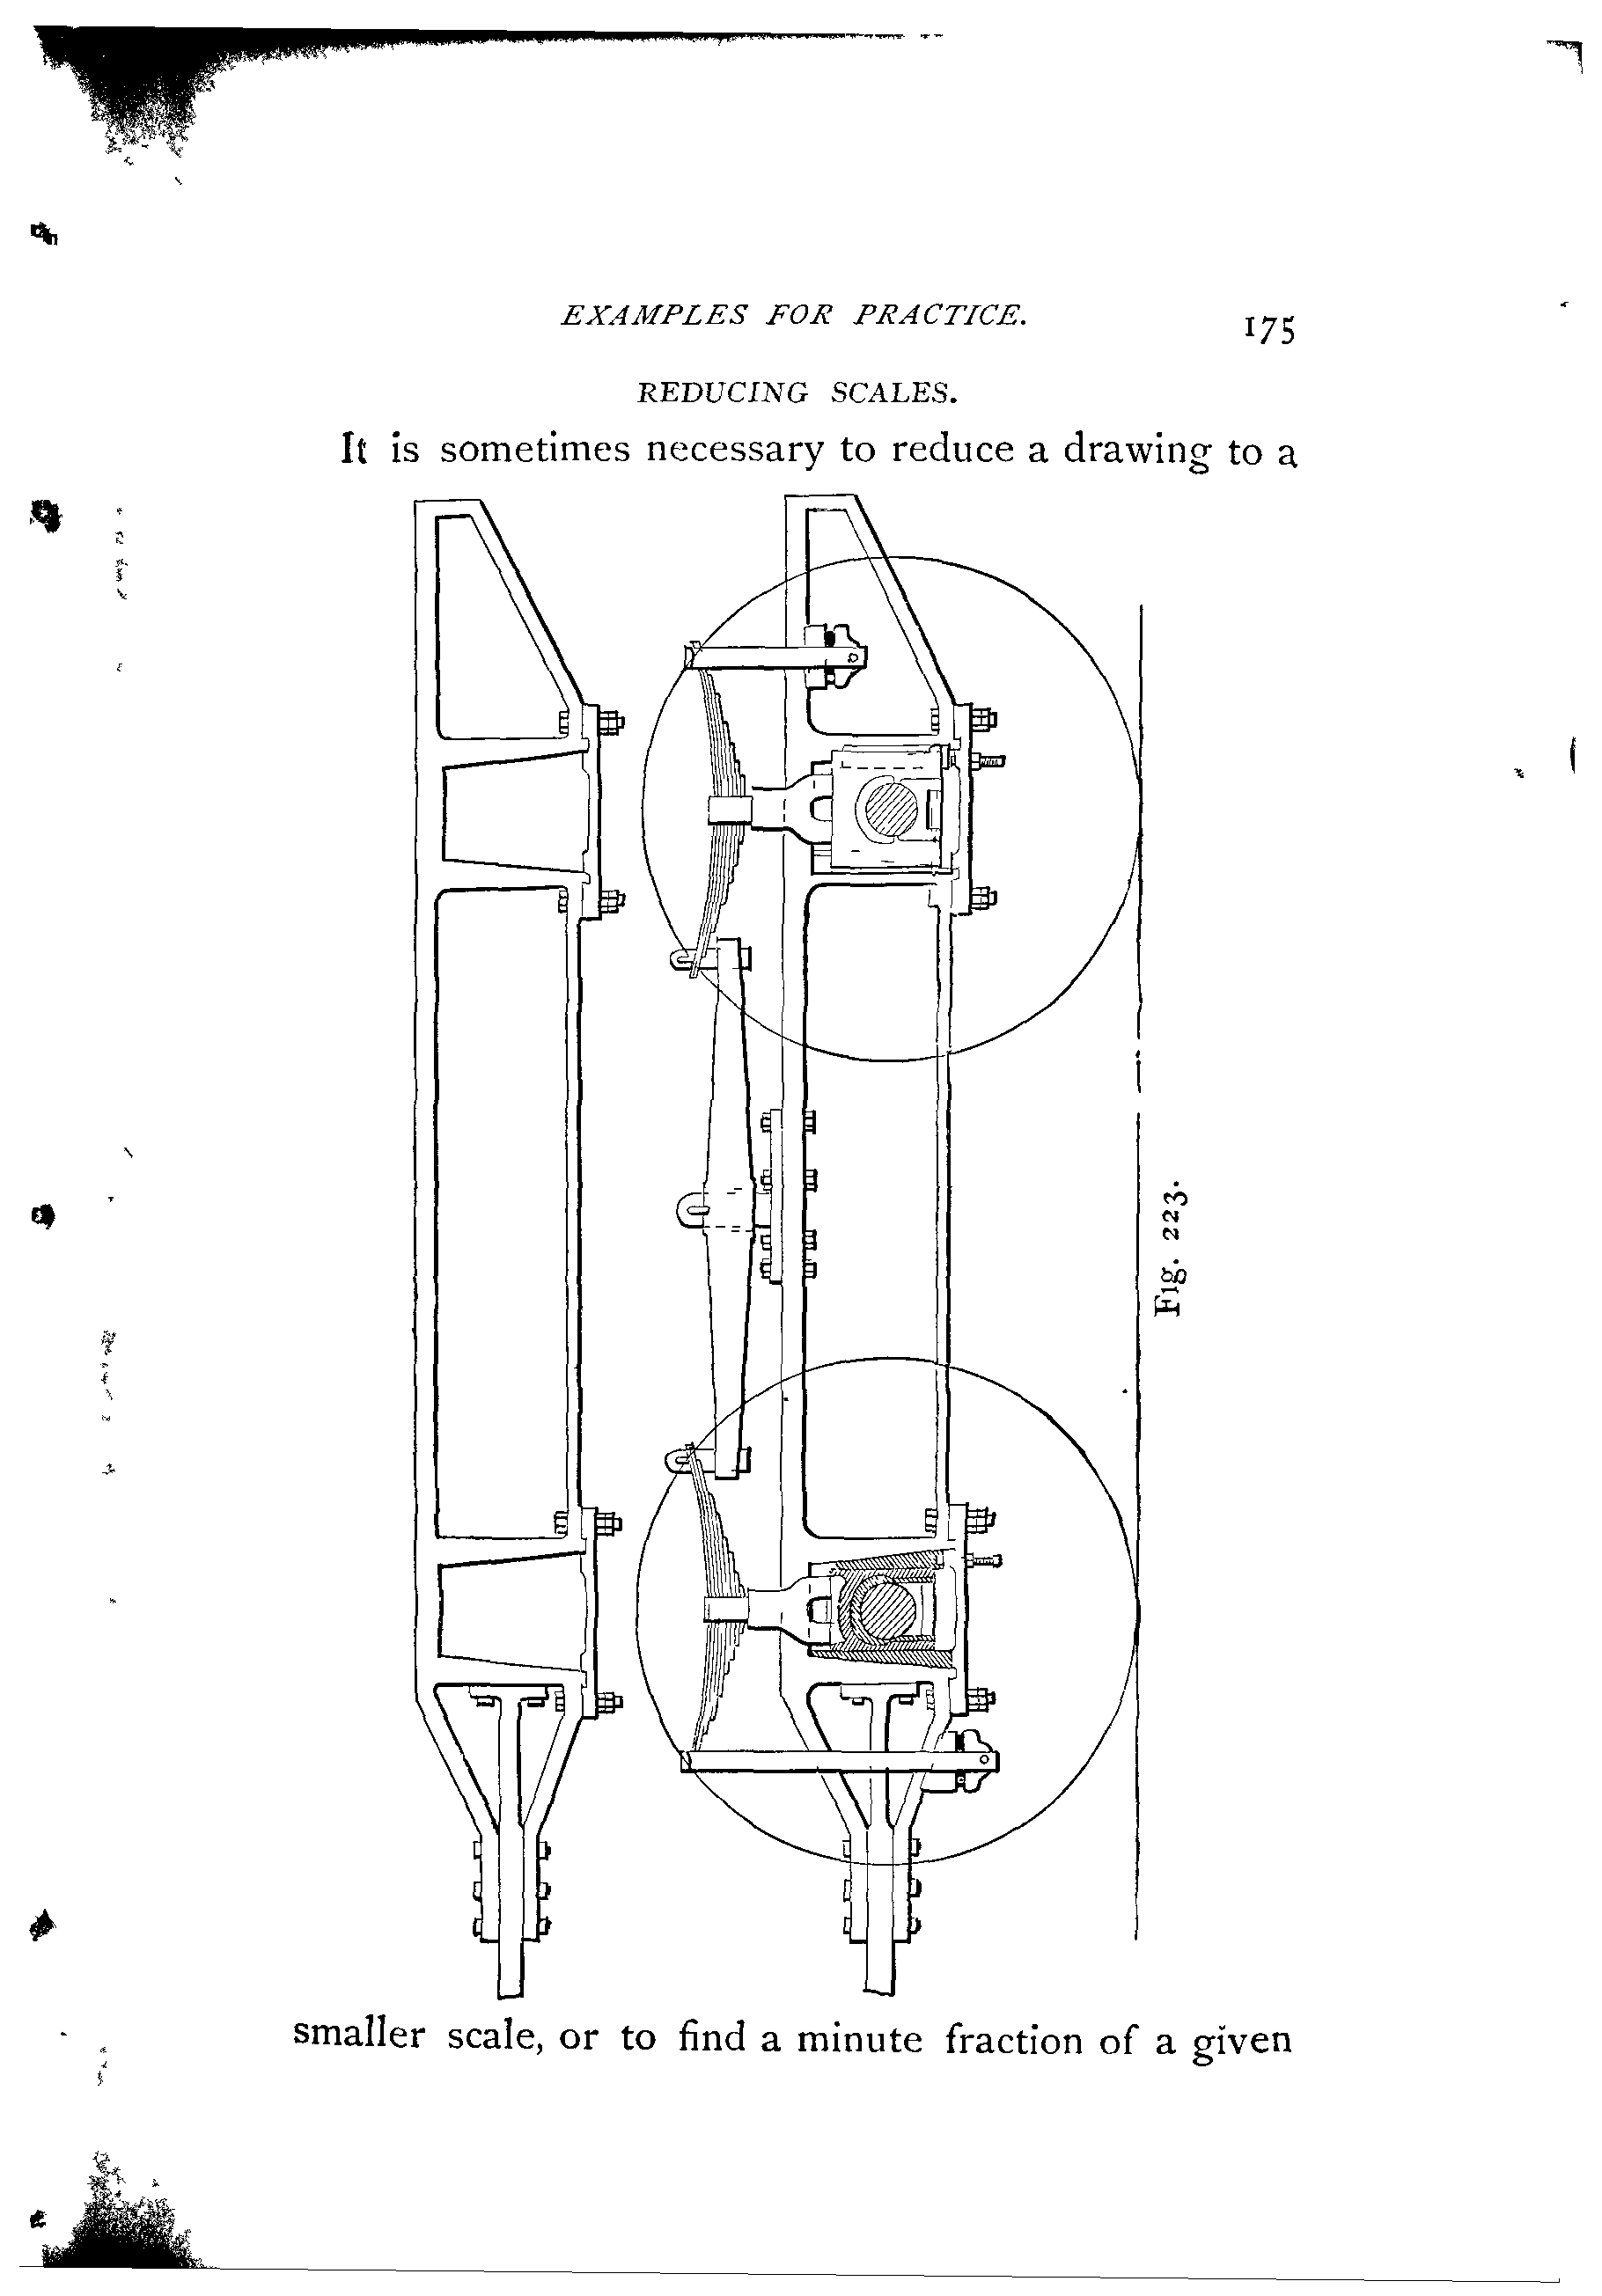 EXAMPLES FOR PRACTICE. 175
REDUCING SCALES.
It is sometimes necessary to reduce a drawing to a
Fig. 223.
smaller scale, or to find a minute fraction of a given